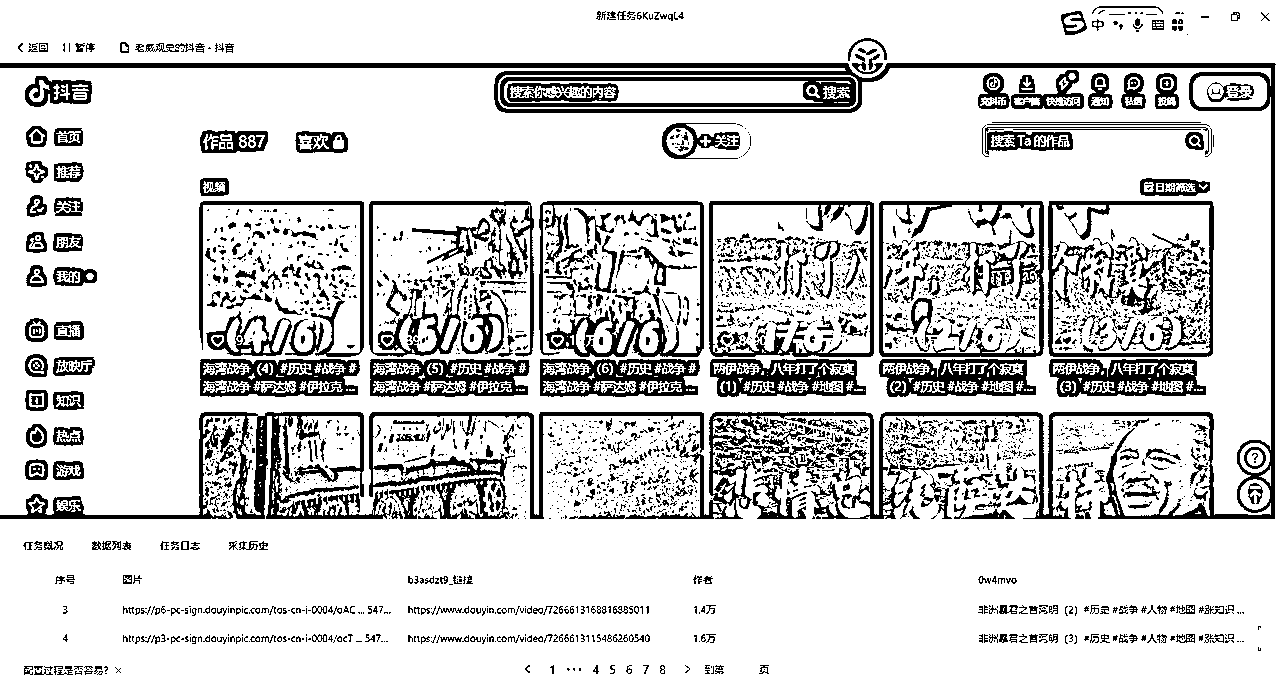 新建任务6KuZwqL4
中
返回 暂停 老戚观史的抖音 - 抖音
抖音
搜索你感兴趣的内容 搜索
充抖币 客户端 快捷访问 通知 私信 投稿 登录
首页
推荐
关注
朋友
我的
直播
放映厅
知识
热点
游戏
娱乐
作品 887 喜欢
关注
搜索 Ta 的作品
视频
日期筛选
(4/6) (5/6) (6/6) (1/6) (2/6) (3/6)
海湾战争 (4) #历史 #战争 #海湾战争 #萨达姆 #伊拉克 ...
海湾战争 (5) #历史 #战争 #海湾战争 #萨达姆 #伊拉克 ...
海湾战争 (6) #历史 #战争 #海湾战争 #萨达姆 #伊拉克 ...
两伊战争，八年打了个寂寞 (1) #历史 #战争 #地图 #...
两伊战争，八年打了个寂寞 (2) #历史 #战争 #地图 #...
两伊战争，八年打了个寂寞 (3) #历史 #战争 #地图 #...
任务概况 数据列表 任务日志 采集历史
序号 图片 b3asdzt9_链接 作者 0w4mvo
3 https://p6-pc-sign.douyinpic.com/tos-cn-i-0004/oAC ... 547... https://www.douyin.com/video/7266613168816885011 1.4万 非洲暴君之首阿明（2）#历史 #战争 #人物 #地图 #涨知识 ...
4 https://p3-pc-sign.douyinpic.com/tos-cn-i-0004/ocT ... 547... https://www.douyin.com/video/7266613115486260540 1.6万 非洲暴君之首阿明（3）#历史 #战争 #人物 #地图 #涨知识 ...
配置过程是否容易? ×
1 ··· 4 5 6 7 8 到第 页